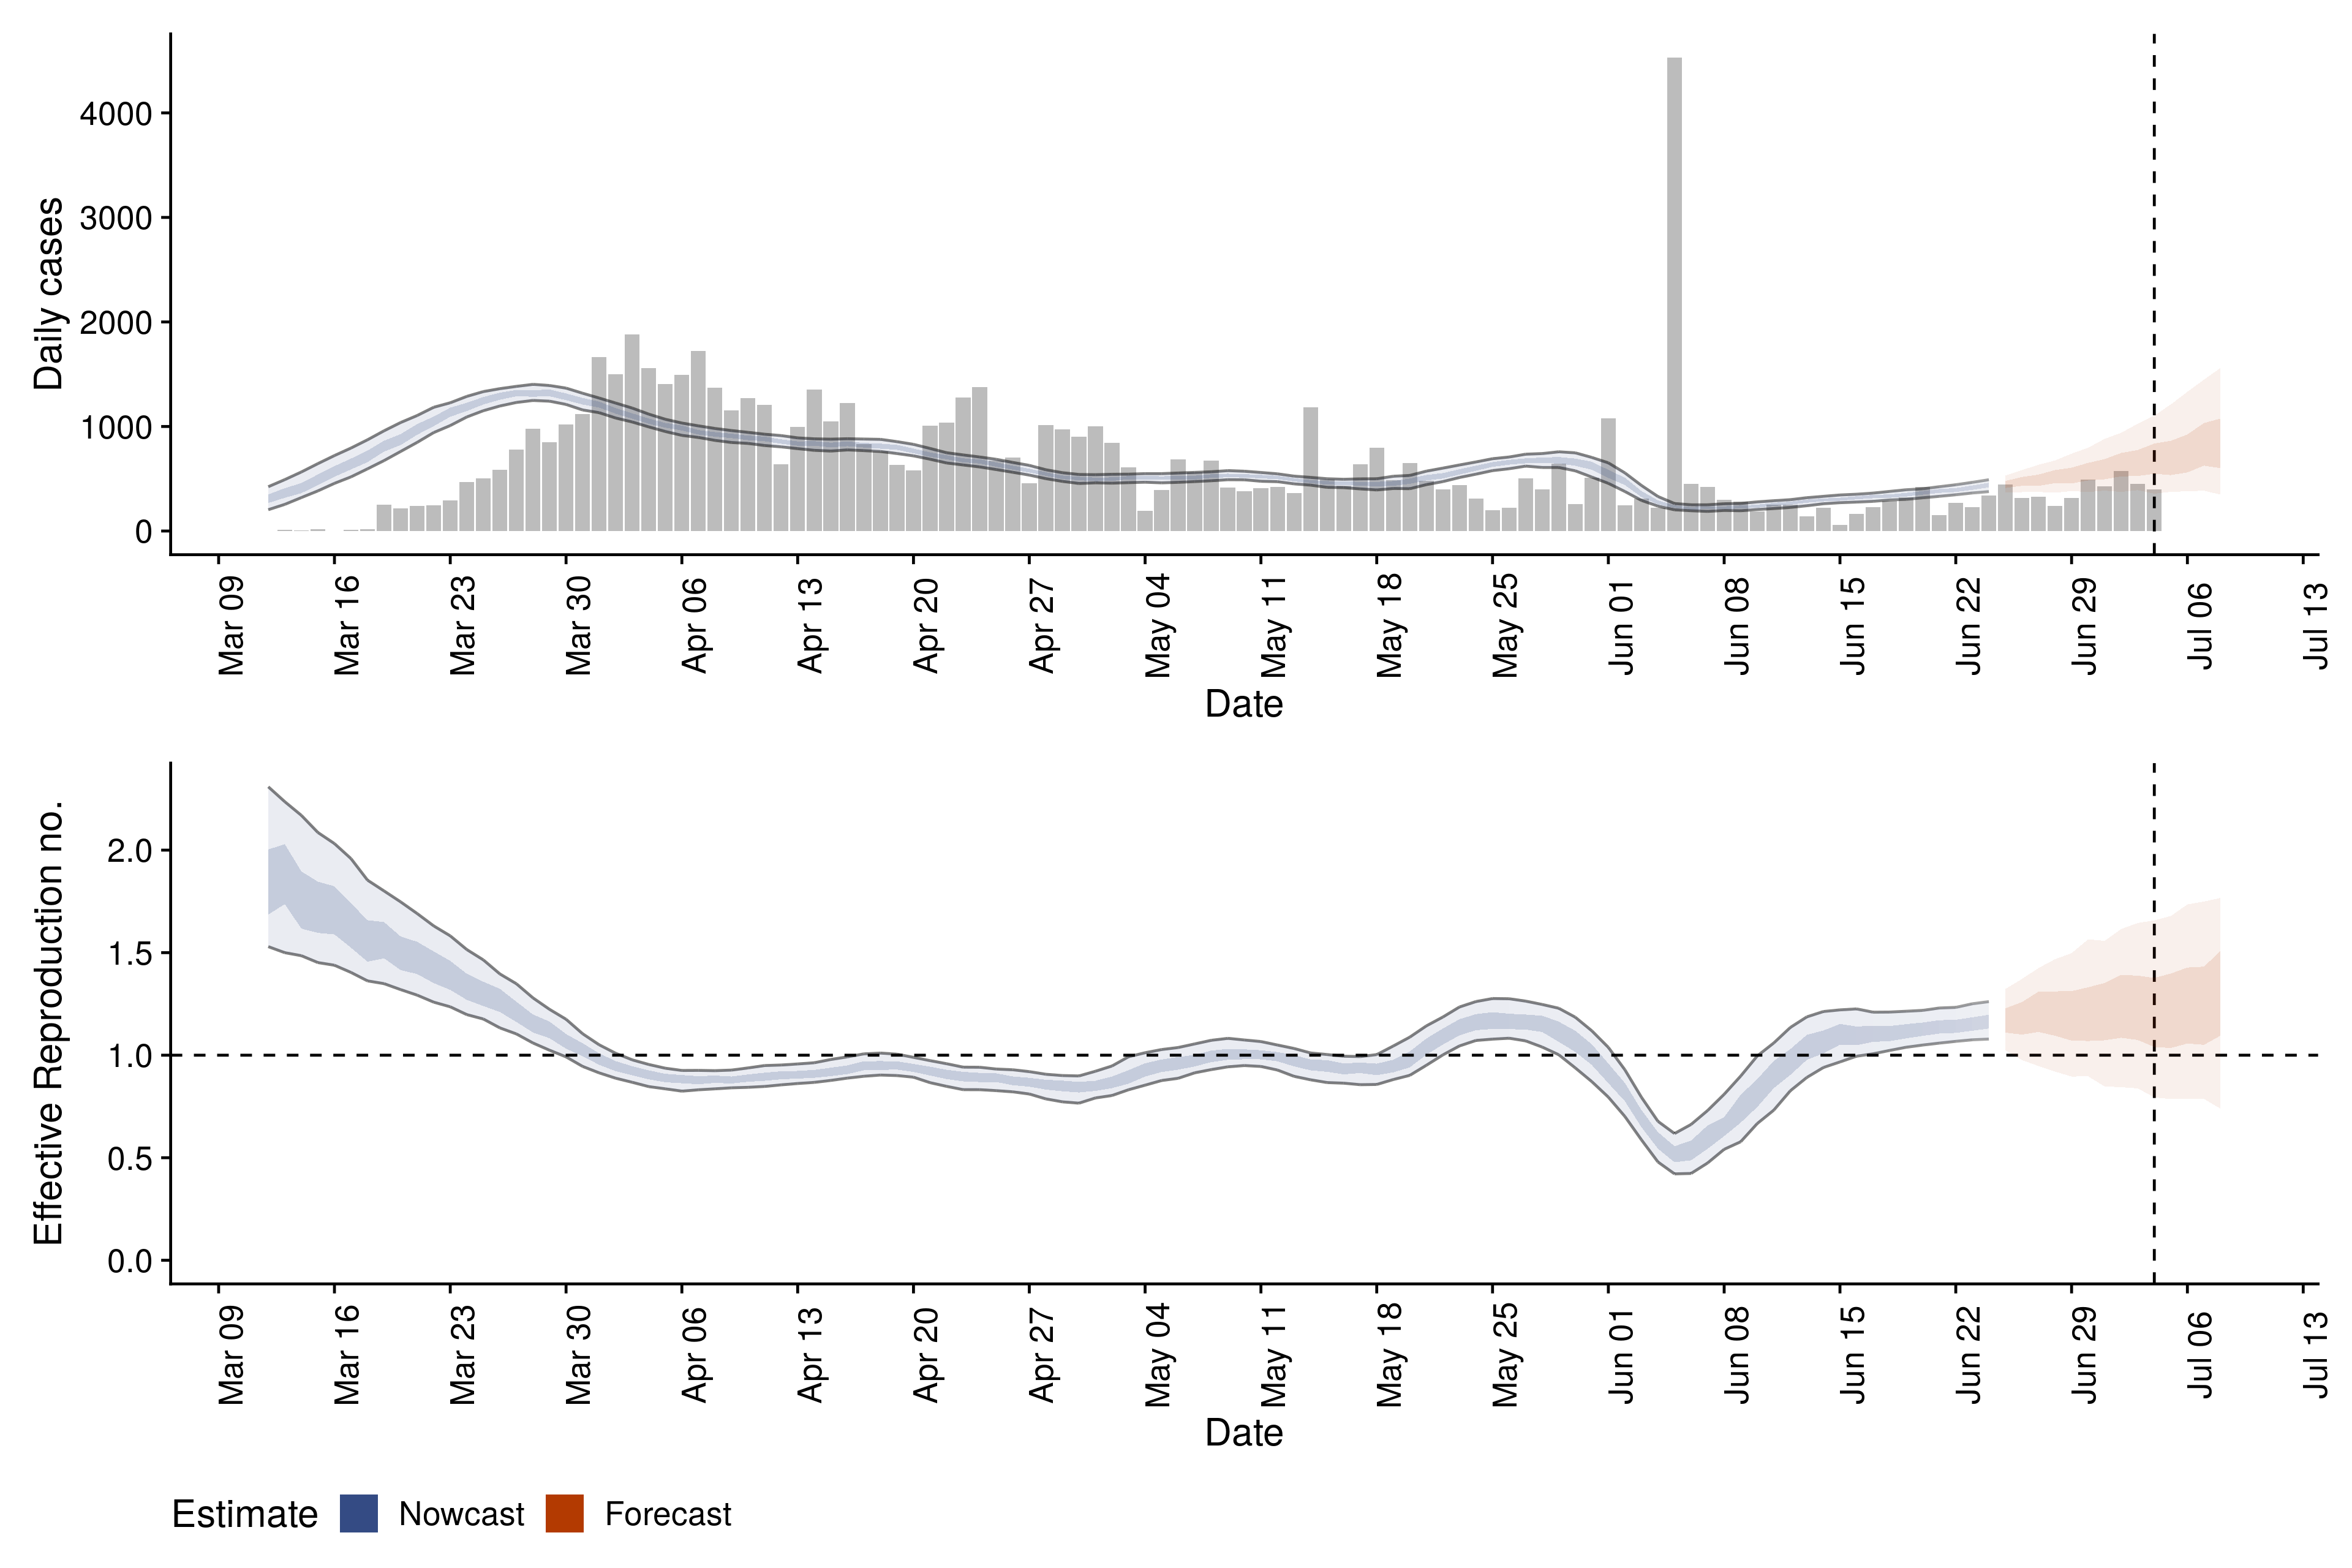 Daily cases
4000
3000
2000
1000
0
Mar 09 Mar 16 Mar 23 Mar 30 Apr 06 Apr 13 Apr 20 Apr 27 May 04 May 11 May 18 May 25 Jun 01 Jun 08 Jun 15 Jun 22 Jun 29 Jul 06 Jul 13
Date
Effective Reproduction no.
2.0
1.5
1.0
0.5
0.0
Mar 09 Mar 16 Mar 23 Mar 30 Apr 06 Apr 13 Apr 20 Apr 27 May 04 May 11 May 18 May 25 Jun 01 Jun 08 Jun 15 Jun 22 Jun 29 Jul 06 Jul 13
Date
Estimate Nowcast Forecast